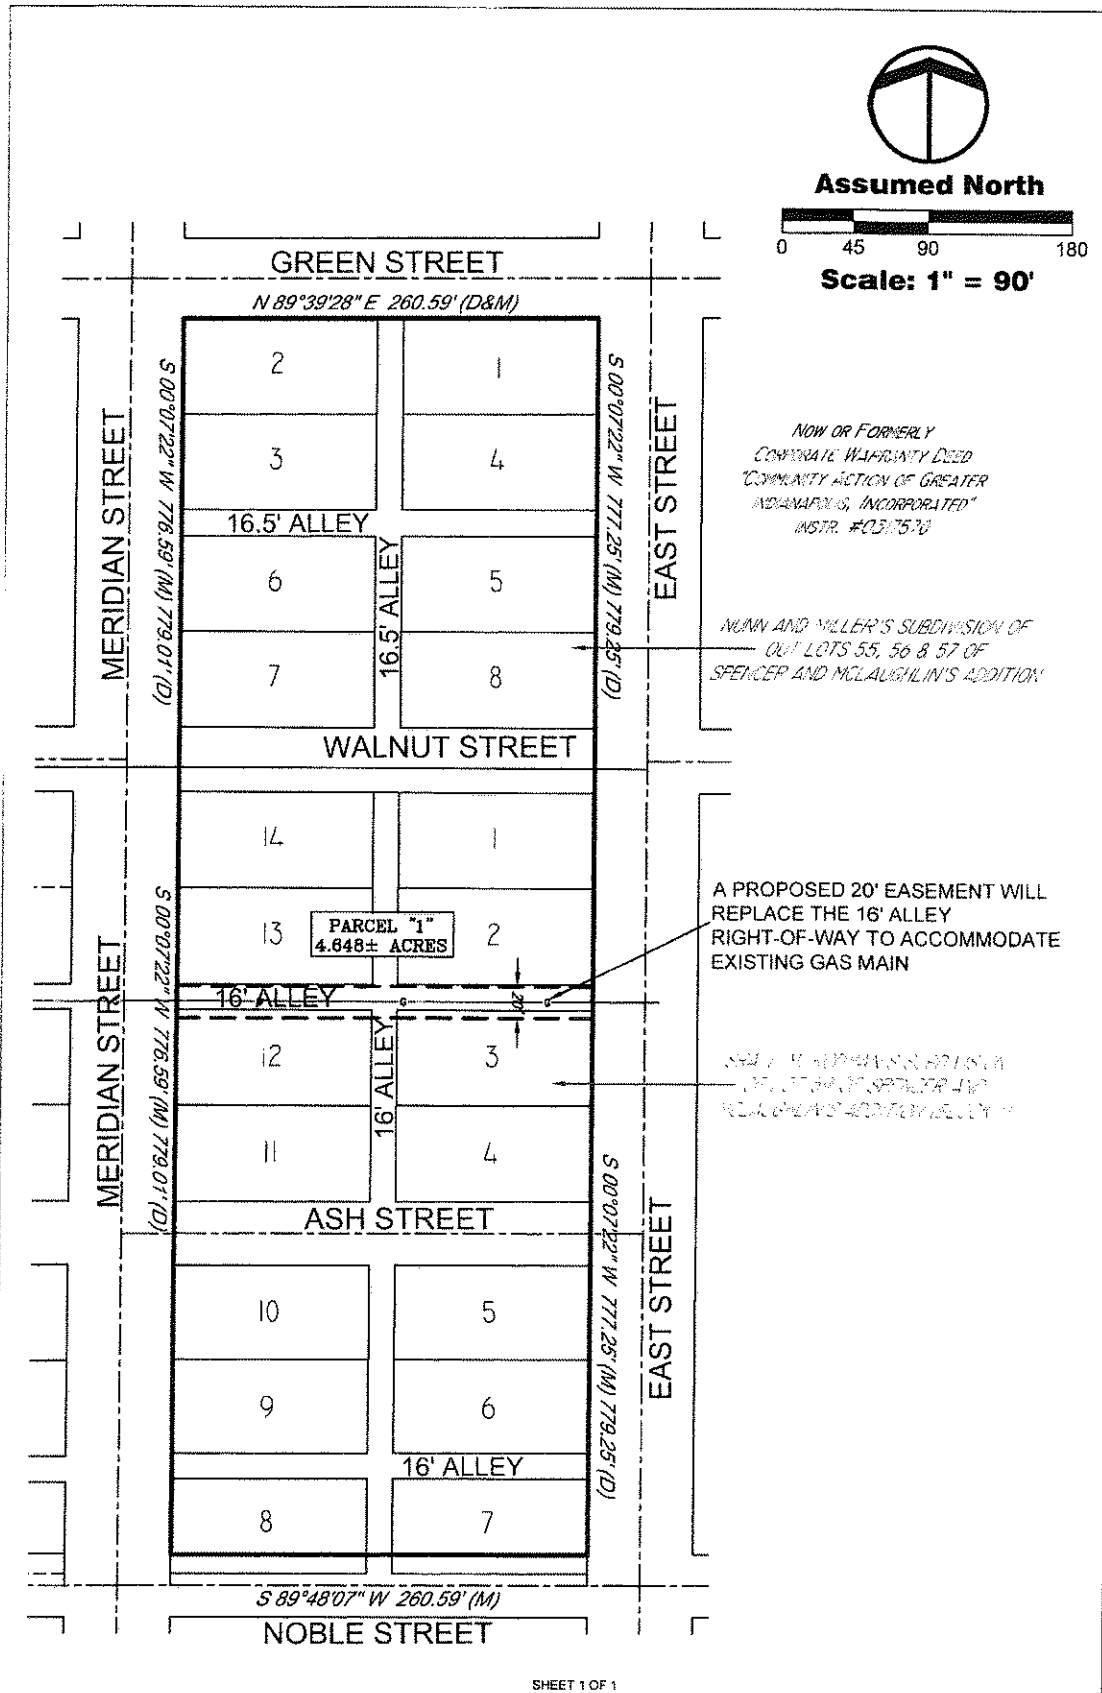 Assumed North
0 45 90 180
Scale: 1" = 90'
GREEN STREET
N 89°39'28" E 260.59' (D&M)
MERIDIAN STREET
S 00°07'22" W 776.59' (M) 779.01' (D)
2
1
3
4
16.5' ALLEY
16.5' ALLEY
6
5
7
8
S 00°07'22" W 777.25' (M) 779.25' (D)
EAST STREET
NOW OR FORMERLY
CORPORATE WARRANTY DEED
"COMMUNITY ACTION OF GREATER
INDIANAPOLIS, INCORPORATED"
INSTR.
NUNN AND MILLER'S SUBDIVISION OF
OUT LOTS 55, 56 & 57 OF
SPENCER AND MCLAUGHLIN'S ADDITION
WALNUT STREET
14
1
13
2
PARCEL "1"
4.648± ACRES
A PROPOSED 20' EASEMENT WILL
REPLACE THE 16' ALLEY
RIGHT-OF-WAY TO ACCOMMODATE
EXISTING GAS MAIN
MERIDIAN STREET
S 00°07'22" W 776.59' (M) 779.01' (D)
16' ALLEY
G
20'
G
12
16' ALLEY
3
11
4
ASH STREET
10
5
9
6
16' ALLEY
8
7
S 00°07'22" W 777.25' (M) 779.25' (D)
EAST STREET
S 89°48'07" W 260.59' (M)
NOBLE STREET
SHEET 1 OF 1